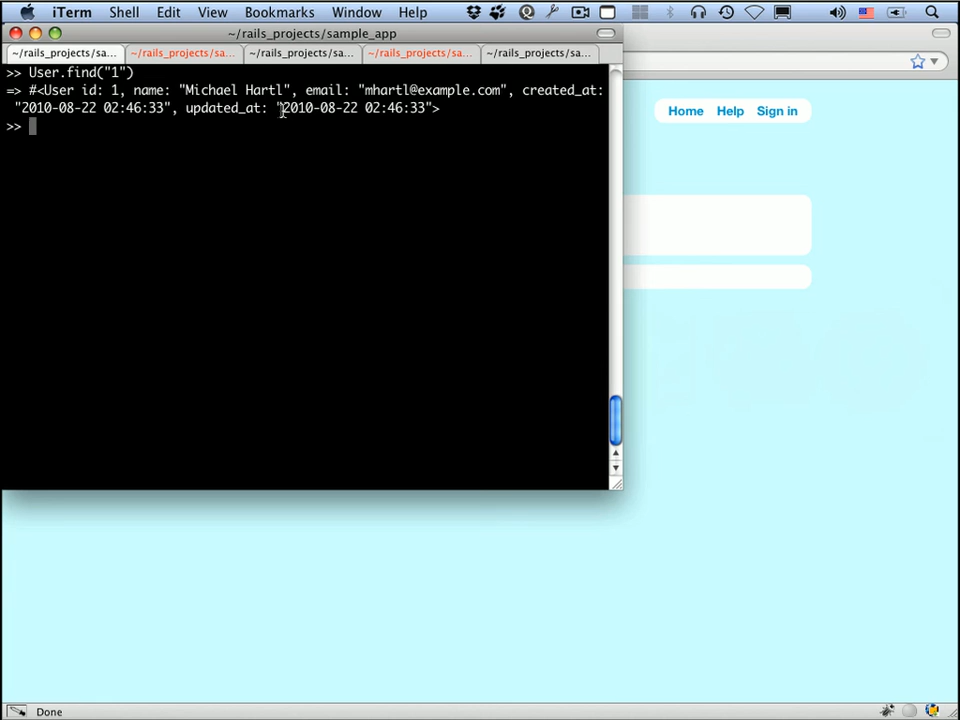 iTerm Shell Edit View Bookmarks Window Help
~/rails_projects/sample_app
~/rails_projects/sa... ~/rails_projects/sa... ~/rails_projects/sa... ~/rails_projects/sa... ~/rails_projects/sa...
>> User.find("1")
=> #<User id: 1, name: "Michael Hartl", email: "mhartl@example.com", created_at:
"2010-08-22 02:46:33", updated_at: "2010-08-22 02:46:33">
>>
Home Help Sign in
Done